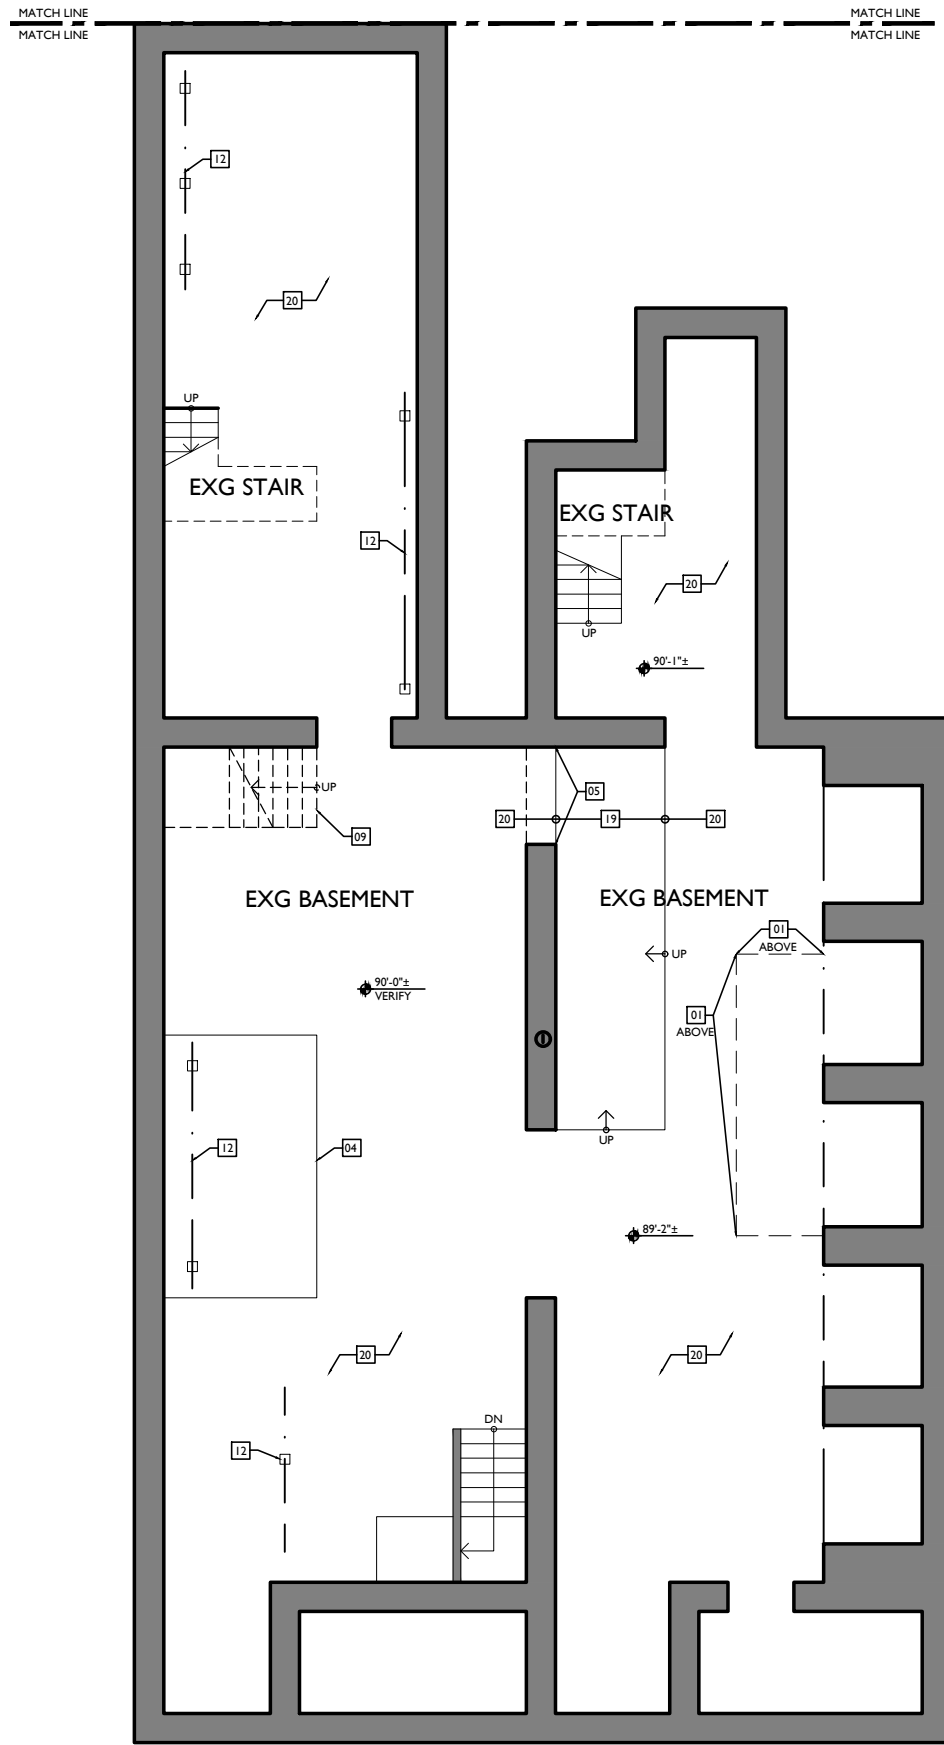 MATCH LINE MATCH LINE
MATCH LINE MATCH LINE
12
20
UP
EXG STAIR
EXG STAIR
12
20
UP
90'-1"±
UP
05
20 19 20
09
EXG BASEMENT EXG BASEMENT
01
ABOVE
UP
90'-0"±
VERIFY
01
ABOVE
UP
12 04
89'-2"±
20 20
DN
12